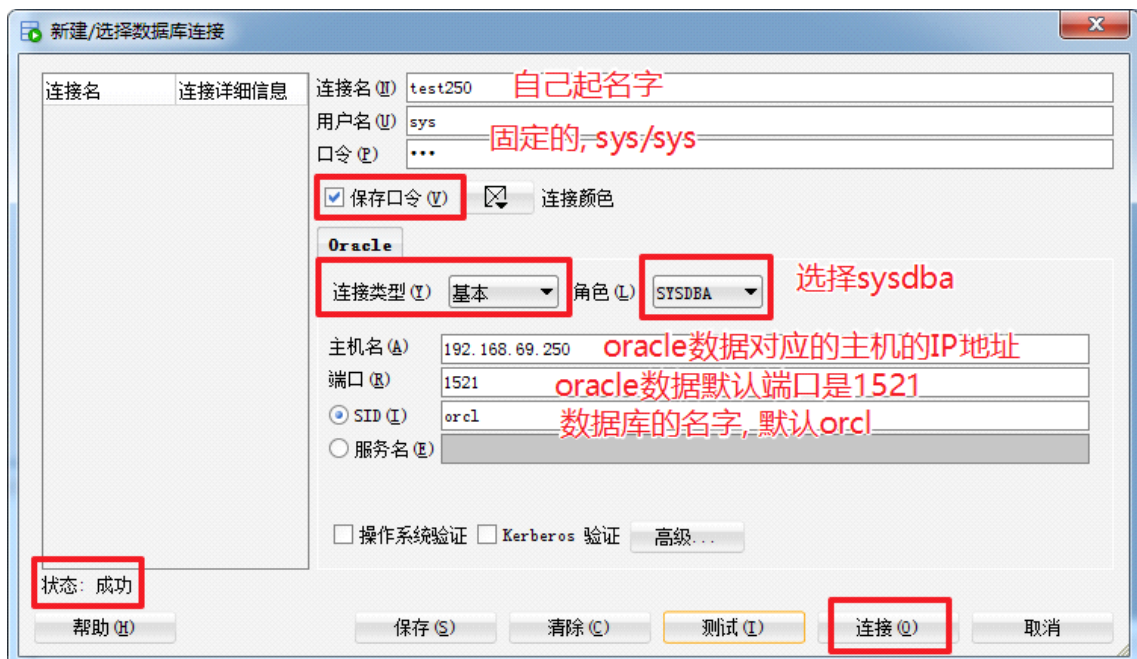 新建/选择数据库连接
连接名 连接详细信息
连接名(N) test250 自己起名字
用户名(U) sys
固定的, sys/sys
口令(P) •••
保存口令(V) 连接颜色
Oracle
连接类型(Y) 基本 角色(L) SYSDBA 选择sysdba
主机名(A) 192.168.69.250 oracle数据对应的主机的IP地址
端口(R) 1521 oracle数据默认端口是1521
SID(I) orcl 数据库的名字, 默认orcl
服务名(E)
操作系统验证 Kerberos 验证 高级...
状态: 成功
帮助(H) 保存(S) 清除(C) 测试(T) 连接(O) 取消